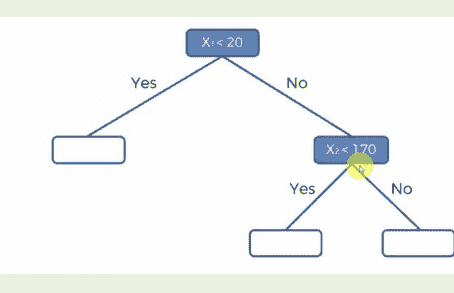 X₁ < 20
Yes
No
X₂ < 170
Yes
No